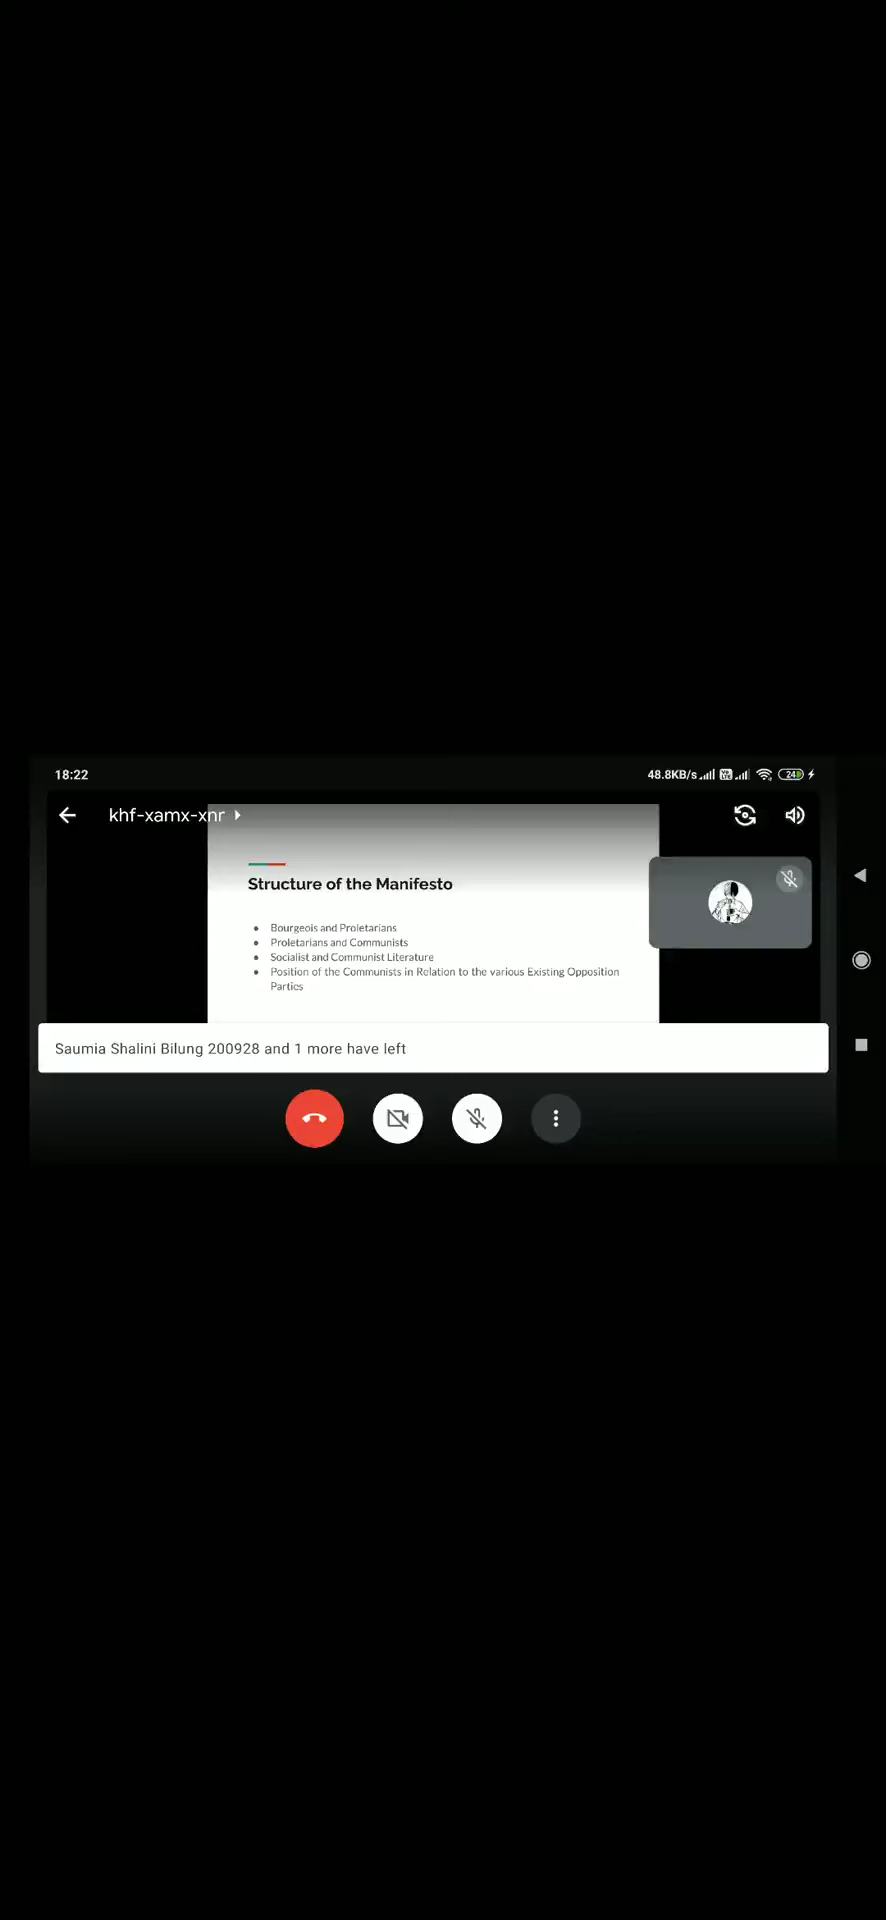 18:22
48.8KB/s
24
khf-xamx-xnr
Structure of the Manifesto
• Bourgeois and Proletarians
• Proletarians and Communists
• Socialist and Communist Literature
• Position of the Communists in Relation to the various Existing Opposition
Parties
Saumia Shalini Bilung 200928 and 1 more have left